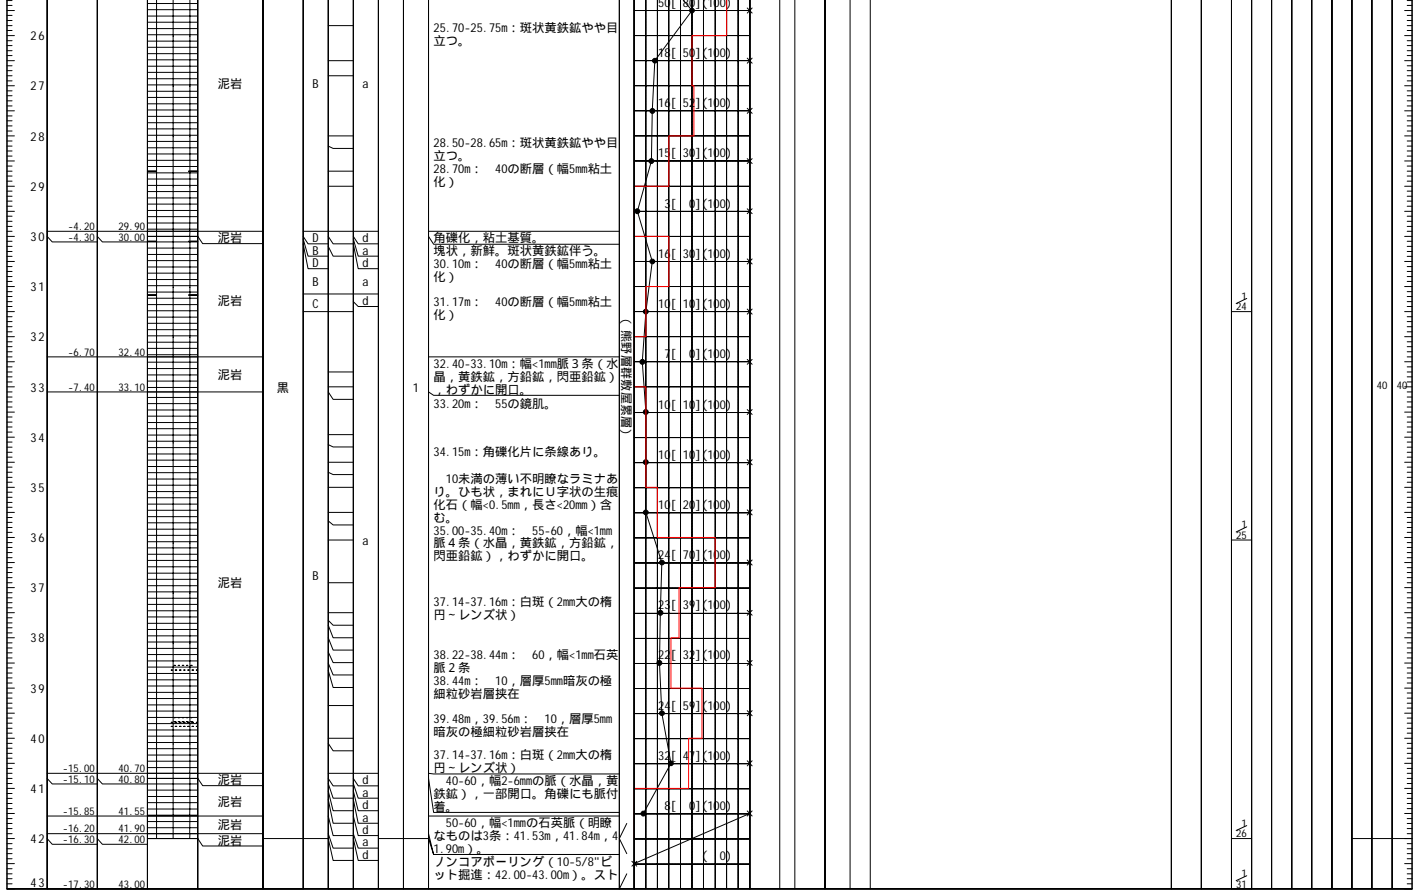 50[ 80](100)
25.70-25.75m：斑状黄鉄鉱やや目
立つ。
26
18[ 50](100)
27
泥岩
B
a
16[ 52](100)
28
28.50-28.65m：斑状黄鉄鉱やや目
立つ。
15[ 30](100)
28.70m：　40の断層（幅5mm粘土
化）
29
3[ 0](100)
-4.20 29.90
30
-4.30 30.00
泥岩
D
d
角礫化，粘土基質。
B
a
塊状，新鮮。斑状黄鉄鉱伴う。
16[ 30](100)
D
d
30.10m：　40の断層（幅5mm粘土
化）
31
B
a
泥岩
C
d
31.17m：　40の断層（幅5mm粘土
化）
10[ 10](100)
1
24
32
-6.70 32.40
7[ 0](100)
32.40-33.10m：幅<1mm脈３条（水
晶，黄鉄鉱，方鉛鉱，閃亜鉛鉱）
，わずかに開口。
泥岩
33
-7.40 33.10
黒
1
40 40
33.20m：　55の鏡肌。
10[ 10](100)
34
34.15m：角礫化片に条線あり。
10[ 10](100)
10未満の薄い不明瞭なラミナあ
り。ひも状，まれにＵ字状の生痕
化石（幅<0.5mm，長さ<20mm）含
む。
35
10[ 20](100)
35.00-35.40m：　55-60，幅<1mm
脈４条（水晶，黄鉄鉱，方鉛鉱，
閃亜鉛鉱），わずかに開口。
36
a
24[ 70](100)
1
25
泥岩
B
37
37.14-37.16m：白斑（2mm大の楕
円～レンズ状）
23[ 39](100)
38
38.22-38.44m：　60，幅<1mm石英
脈２条
22[ 32](100)
38.44m：　10，層厚5mm暗灰の極
細粒砂岩層挟在
39
39.48m，39.56m：　10，層厚5mm
暗灰の極細粒砂岩層挟在
24[ 59](100)
40
37.14-37.16m：白斑（2mm大の楕
円～レンズ状）
32[ 47](100)
-15.00 40.70
-15.10 40.80
泥岩
d
40-60，幅2-6mmの脈（水晶，黄
鉄鉱），一部開口。角礫にも脈付
着。
41
a
泥岩
d
8[ 0](100)
-15.85 41.55
a
泥岩
50-60，幅<1mmの石英脈（明瞭
なものは3条：41.53m，41.84m，4
1.90m）。
-16.20 41.90
d
42
-16.30 42.00
泥岩
a
1
26
d
ノンコアボーリング（10-5/8"ビ
ット掘進：42.00-43.00m）。スト
( 0)
43
-17.30 43.00
1
31